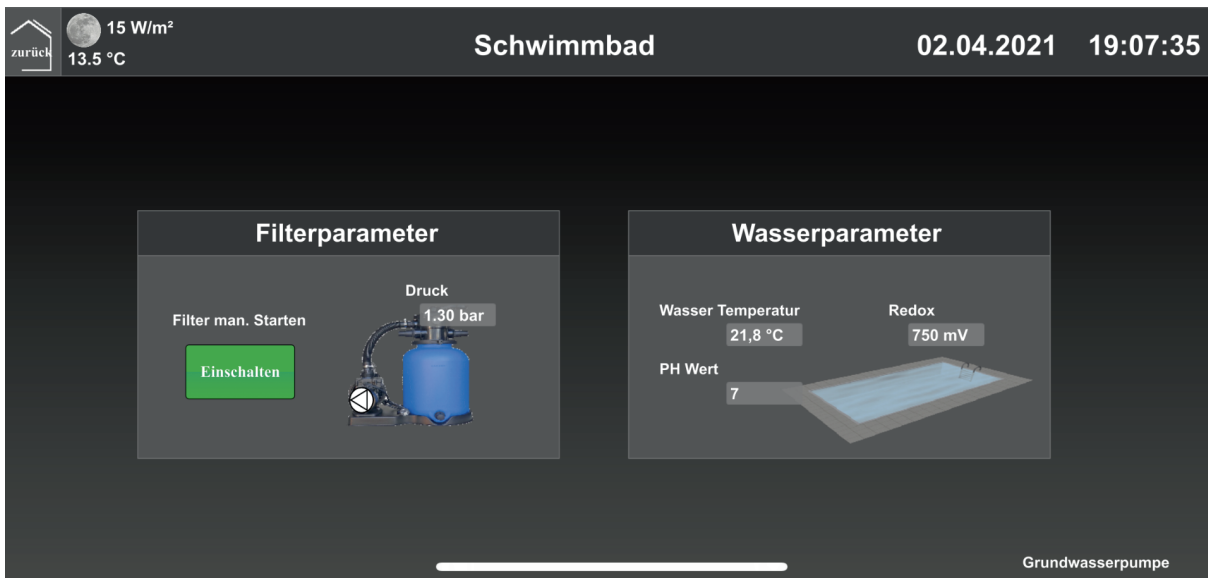 zurück
15 W/m²
13.5 °C
Schwimmbad
02.04.2021 19:07:35
Filterparameter
Druck
1.30 bar
Filter man. Starten
Einschalten
Wasserparameter
Wasser Temperatur
21,8 °C
Redox
750 mV
PH Wert
7
Grundwasserpumpe